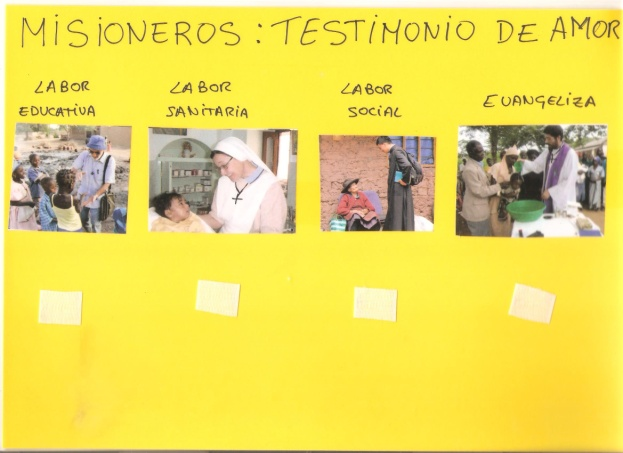 MISIONEROS: TESTIMONIO DE AMOR
LABOR
EDUCATIVA
LABOR
SANITARIA
LABOR
SOCIAL
EVANGELIZA